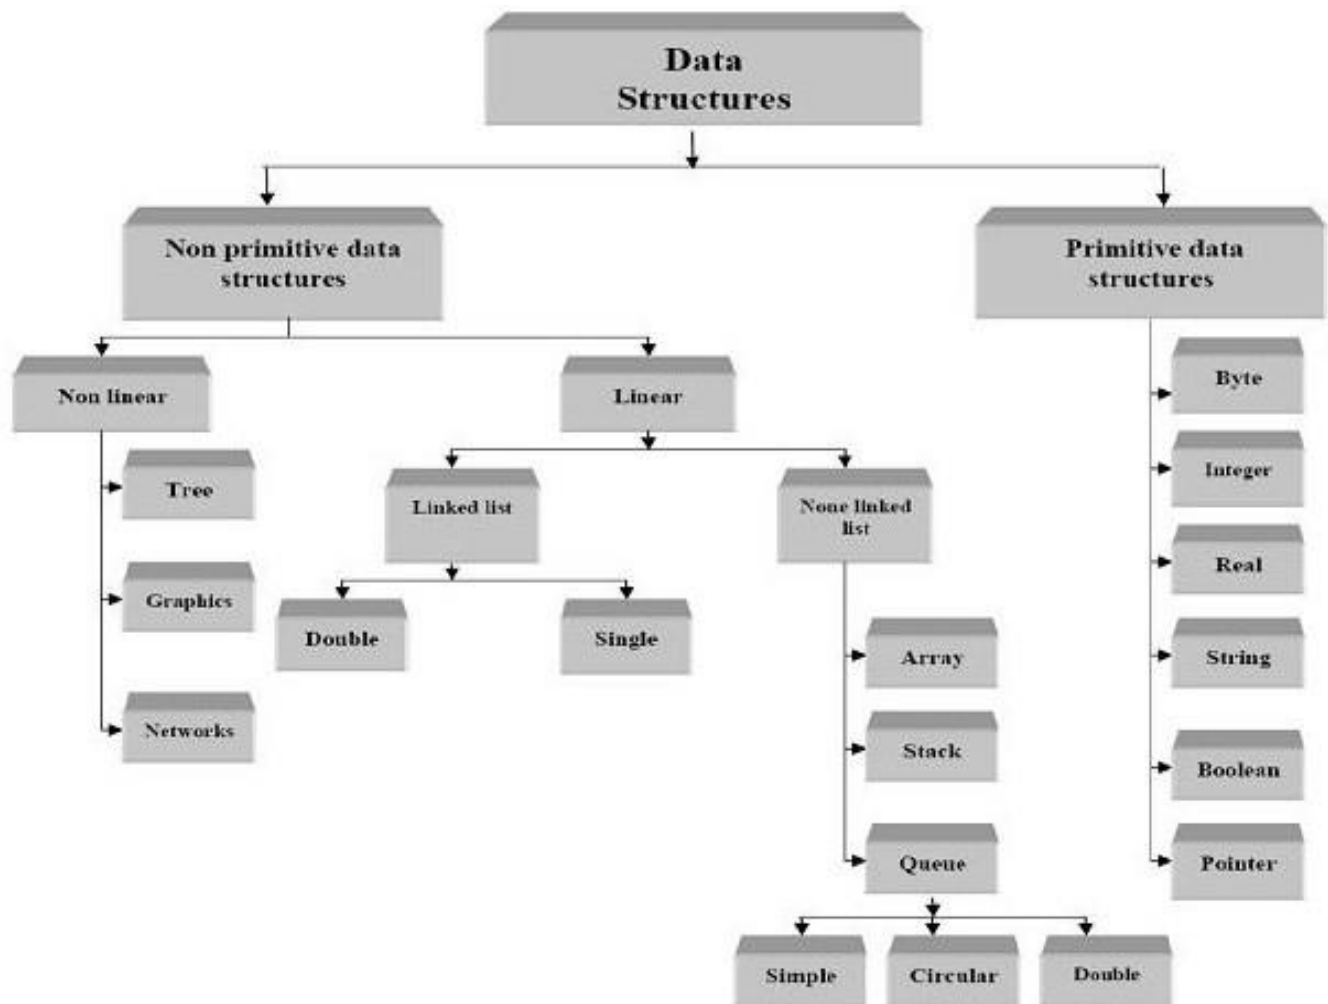 Data
Structures
Non primitive data
structures
Primitive data
structures
Non linear
Linear
Byte
Tree
Linked list
None linked
list
Integer
Graphics
Double
Single
Real
Networks
Array
String
Stack
Boolean
Queue
Pointer
Simple
Circular
Double